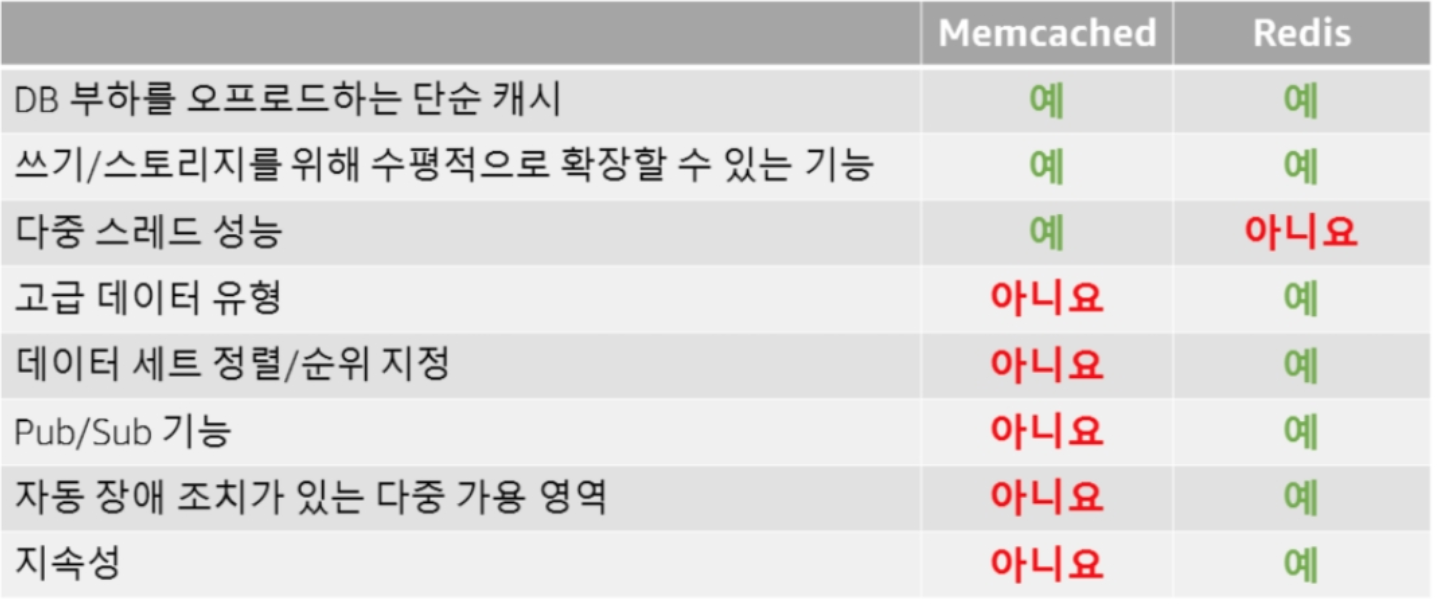 Memcached Redis
DB 부하를 오프로드하는 단순 캐시 예 예
쓰기/스토리지를 위해 수평적으로 확장할 수 있는 기능 예 예
다중 스레드 성능 예 아니요
고급 데이터 유형 아니요 예
데이터 세트 정렬/순위 지정 아니요 예
Pub/Sub 기능 아니요 예
자동 장애 조치가 있는 다중 가용 영역 아니요 예
지속성 아니요 예